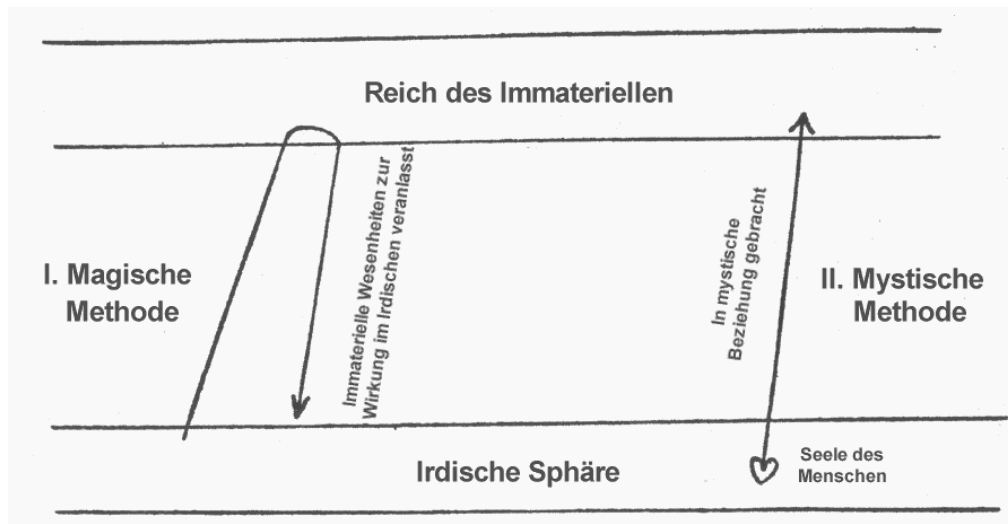 Reich des Immateriellen
I. Magische
Methode
Immaterielle Wesenheiten zur
Wirkung im Irdischen veranlasst
In mystische
Beziehung gebracht
II. Mystische
Methode
Irdische Sphäre
Seele des
Menschen